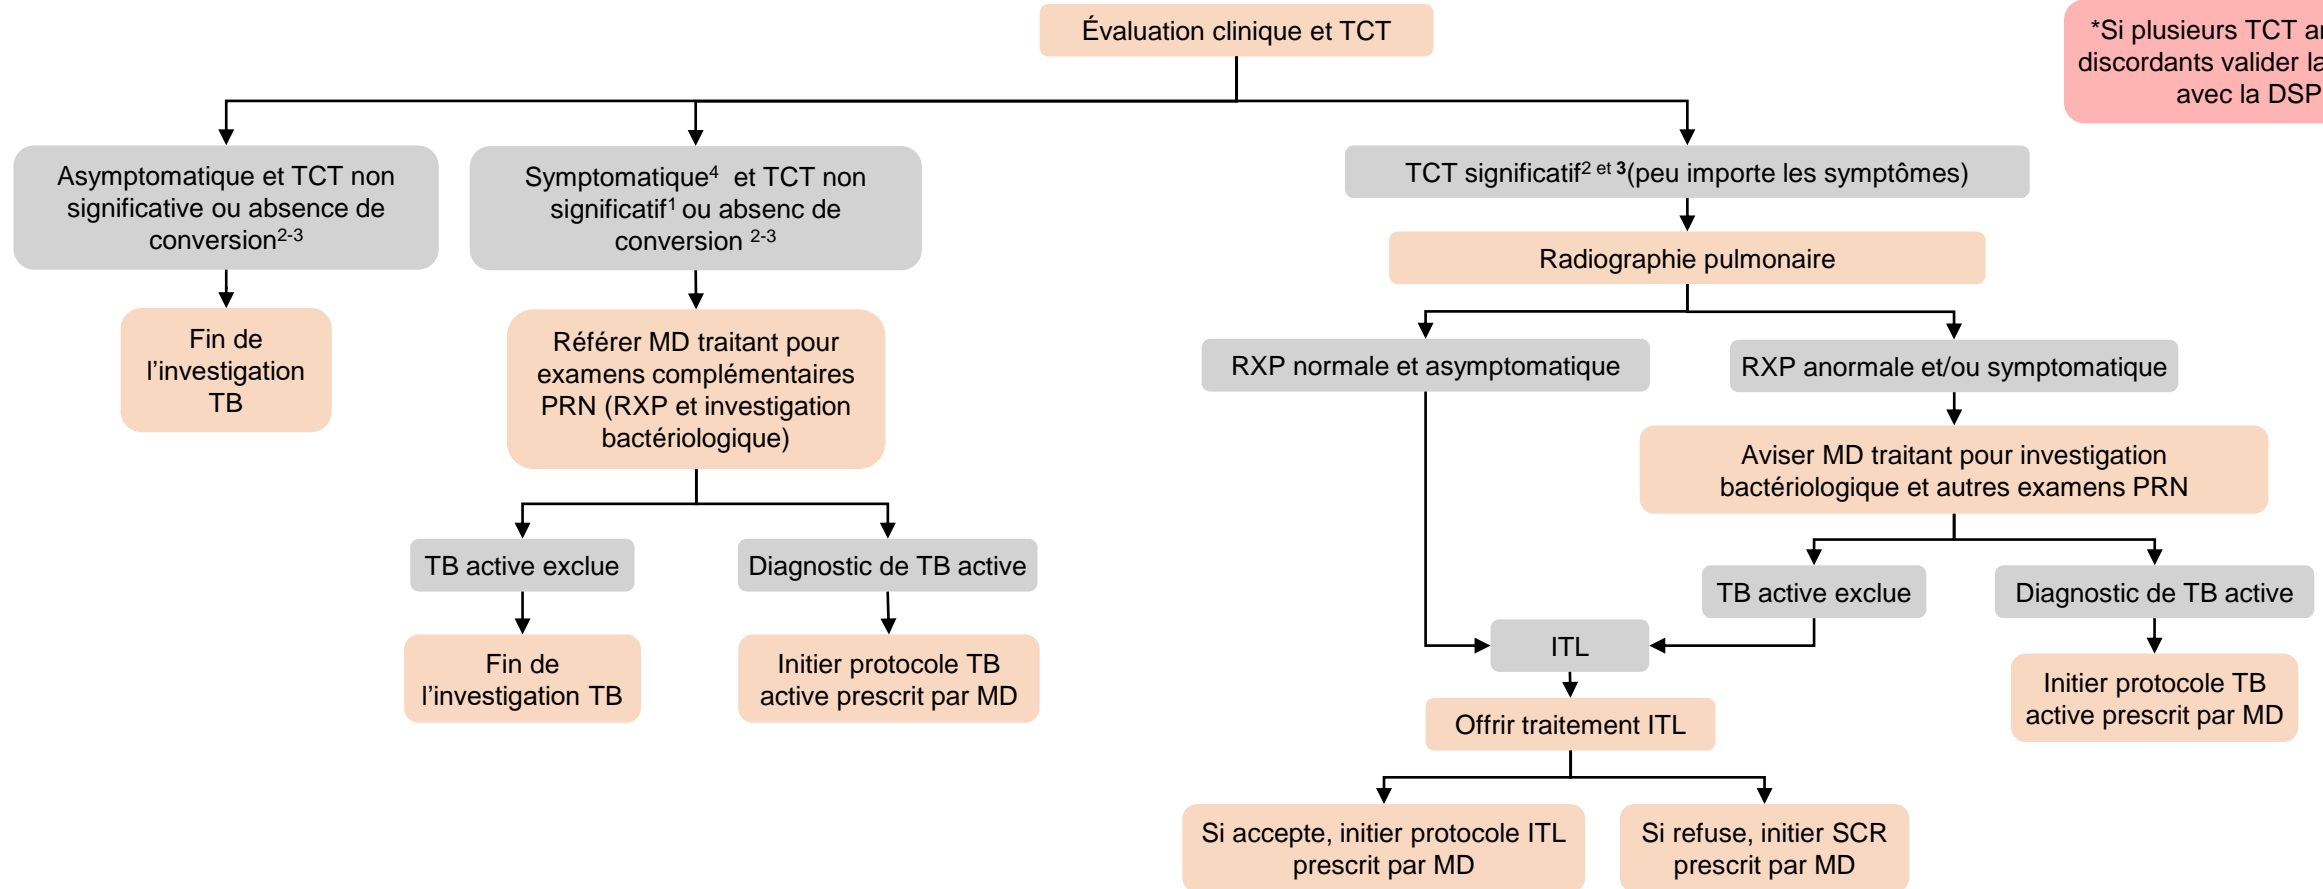 Évaluation clinique et TCT
*Si plusieurs TCT
discordants valider
avec la DSP
Asymptomatique et TCT non
significative ou absence de
conversion2-3
Symptomatique4 et TCT non
significatif1 ou absenc de
conversion 2-3
TCT significatif2 et 3(peu importe les symptômes)
Radiographie pulmonaire
Fin de
l’investigation
TB
Référer MD traitant pour
examens complémentaires
PRN (RXP et investigation
bactériologique)
RXP normale et asymptomatique
RXP anormale et/ou symptomatique
Aviser MD traitant pour investigation
bactériologique et autres examens PRN
TB active exclue
Diagnostic de TB active
TB active exclue
Diagnostic de TB active
Fin de
l’investigation TB
Initier protocole TB
active prescrit par MD
ITL
Initier protocole TB
active prescrit par MD
Offrir traitement ITL
Si accepte, initier protocole ITL
prescrit par MD
Si refuse, initier SCR
prescrit par MD